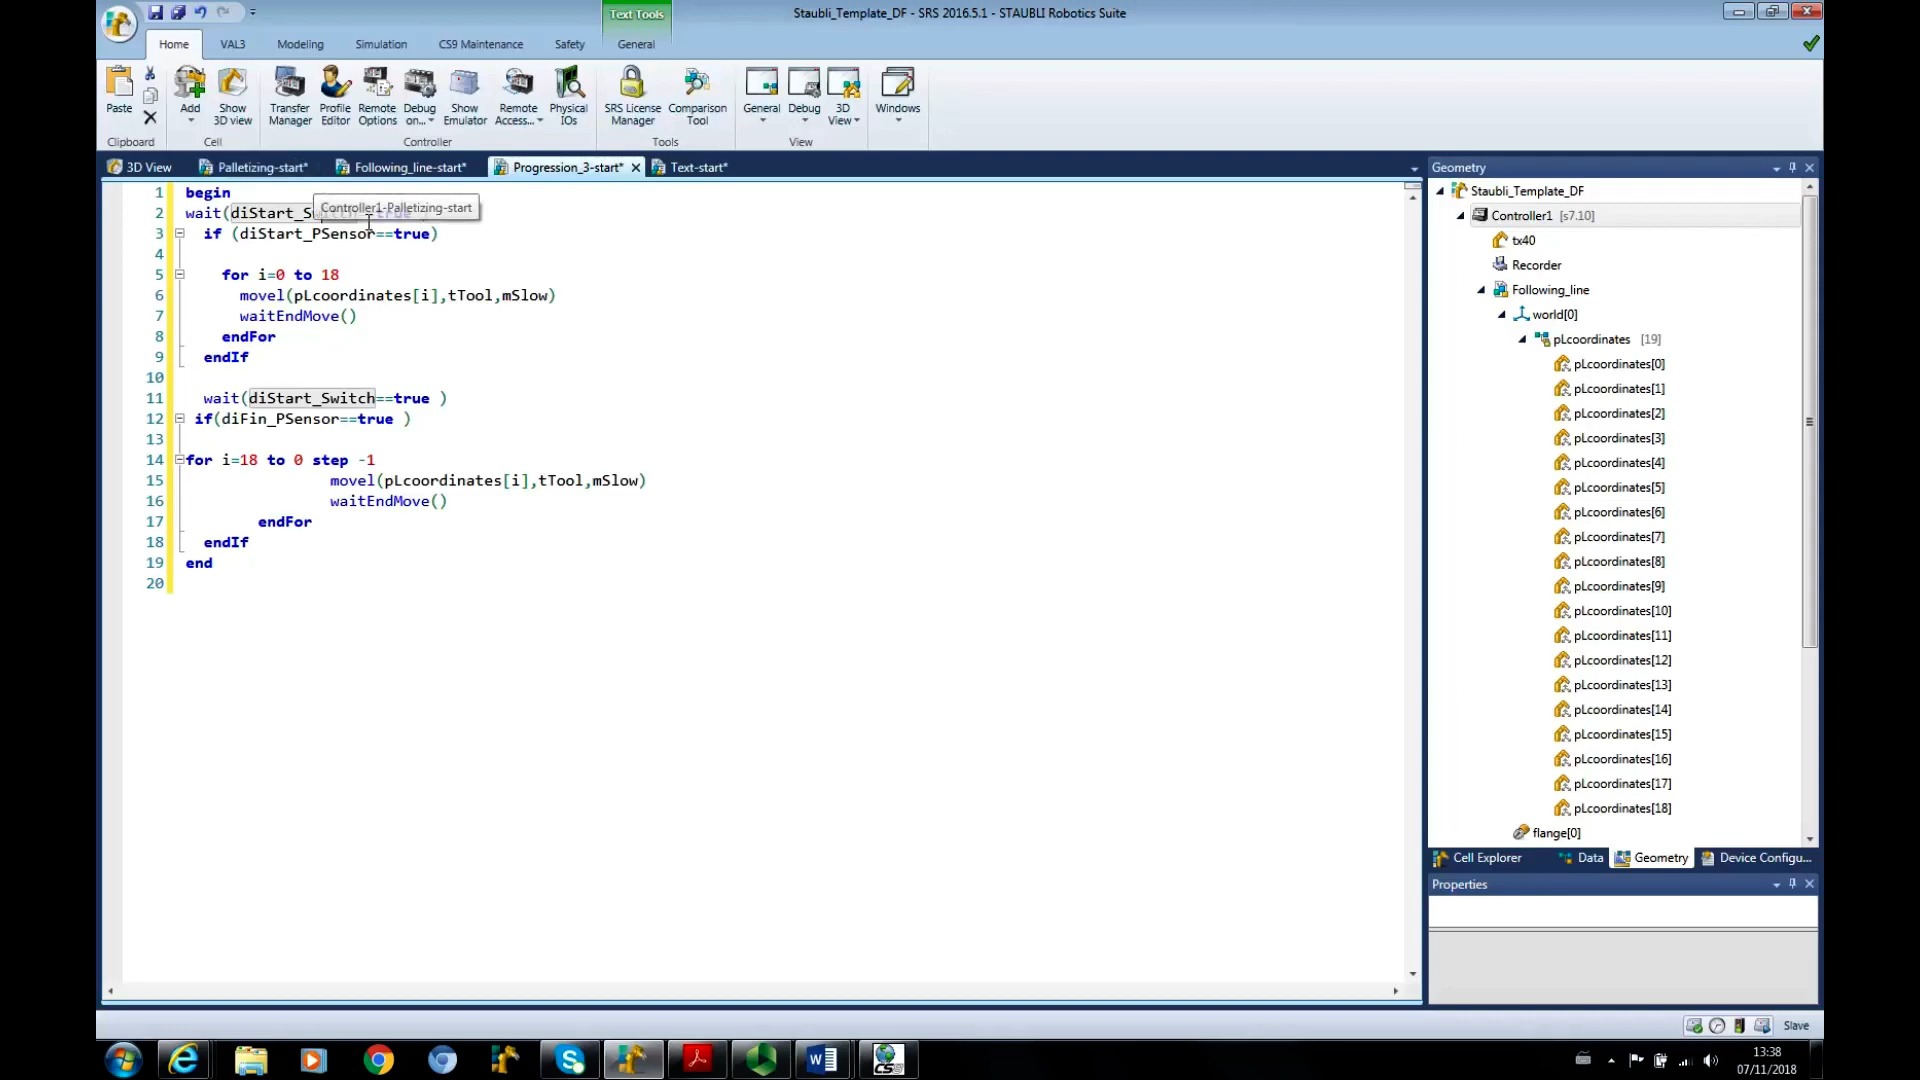 Text Tools
Staubli_Template_DF - SRS 2016.5.1 - STAUBLI Robotics Suite
Home VAL3 Modeling Simulation CS9 Maintenance Safety General
Paste
Add
Show 3D view
Transfer Manager
Profile Editor
Remote Options
Debug on...
Show Emulator
Remote Access...
Physical IOs
SRS License Manager
Comparison Tool
General
Debug
3D View
Windows
Clipboard Cell Controller Tools View
3D View Palletizing-start* Following_line-start* Progression_3-start* Text-start*
1 begin
2 wait(diStart_S
Controller1-Palletizing-start
3 if (diStart_PSensor==true)
4
5 for i=0 to 18
6 movel(pLcoordinates[i],tTool,mSlow)
7 waitEndMove()
8 endFor
9 endIf
10
11 wait(diStart_Switch==true )
12 if(diFin_PSensor==true )
13
14 for i=18 to 0 step -1
15 movel(pLcoordinates[i],tTool,mSlow)
16 waitEndMove()
17 endFor
18 endIf
19 end
20
Geometry
Staubli_Template_DF
Controller1 [s7.10]
tx40
Recorder
Following_line
world[0]
pLcoordinates [19]
pLcoordinates[0]
pLcoordinates[1]
pLcoordinates[2]
pLcoordinates[3]
pLcoordinates[4]
pLcoordinates[5]
pLcoordinates[6]
pLcoordinates[7]
pLcoordinates[8]
pLcoordinates[9]
pLcoordinates[10]
pLcoordinates[11]
pLcoordinates[12]
pLcoordinates[13]
pLcoordinates[14]
pLcoordinates[15]
pLcoordinates[16]
pLcoordinates[17]
pLcoordinates[18]
flange[0]
Cell Explorer Data Geometry Device Configu...
Properties
Slave
13:38
07/11/2018